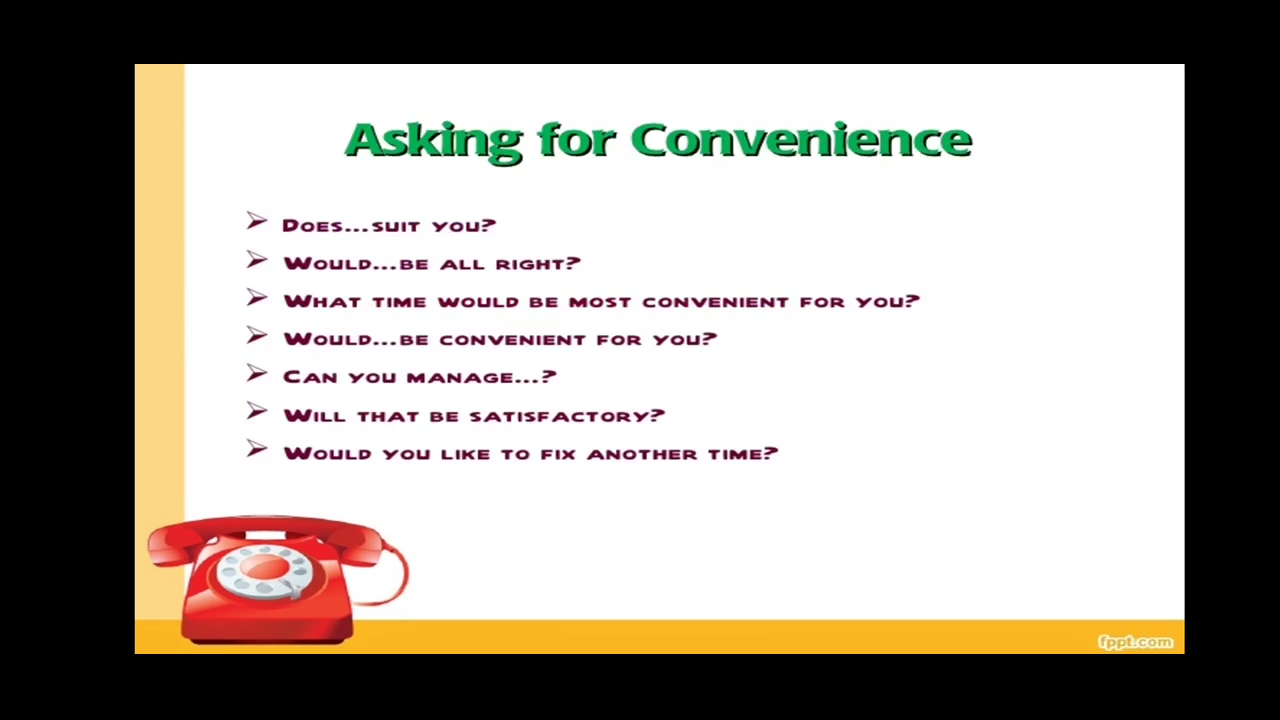 Asking for Convenience
Does...suit you?
Would...be all right?
What time would be most convenient for you?
Would...be convenient for you?
Can you manage...?
Will that be satisfactory?
Would you like to fix another time?
fppt.com